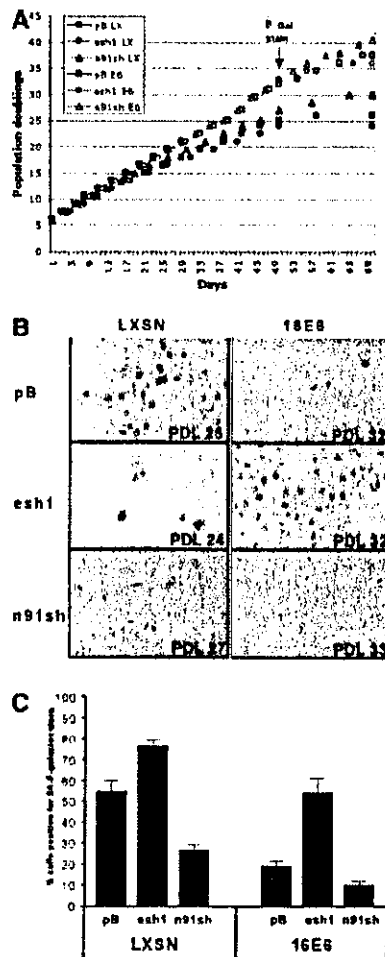 A
Population doublings
45
40
35
30
25
20
15
10
5
0
pB LX
esh1 LX
n91sh LX
pB E6
esh1 E6
n91sh E6
β Gal
STAIN
Days
B
LXSN 16E6
pB
PDL 25 PDL 32
esh1
PDL 24 PDL 32
n91sh
PDL 27 PDL 33
C
100
90
80
70
60
50
40
30
20
10
0
pB esh1 n91sh pB esh1 n91sh
LXSN 16E6